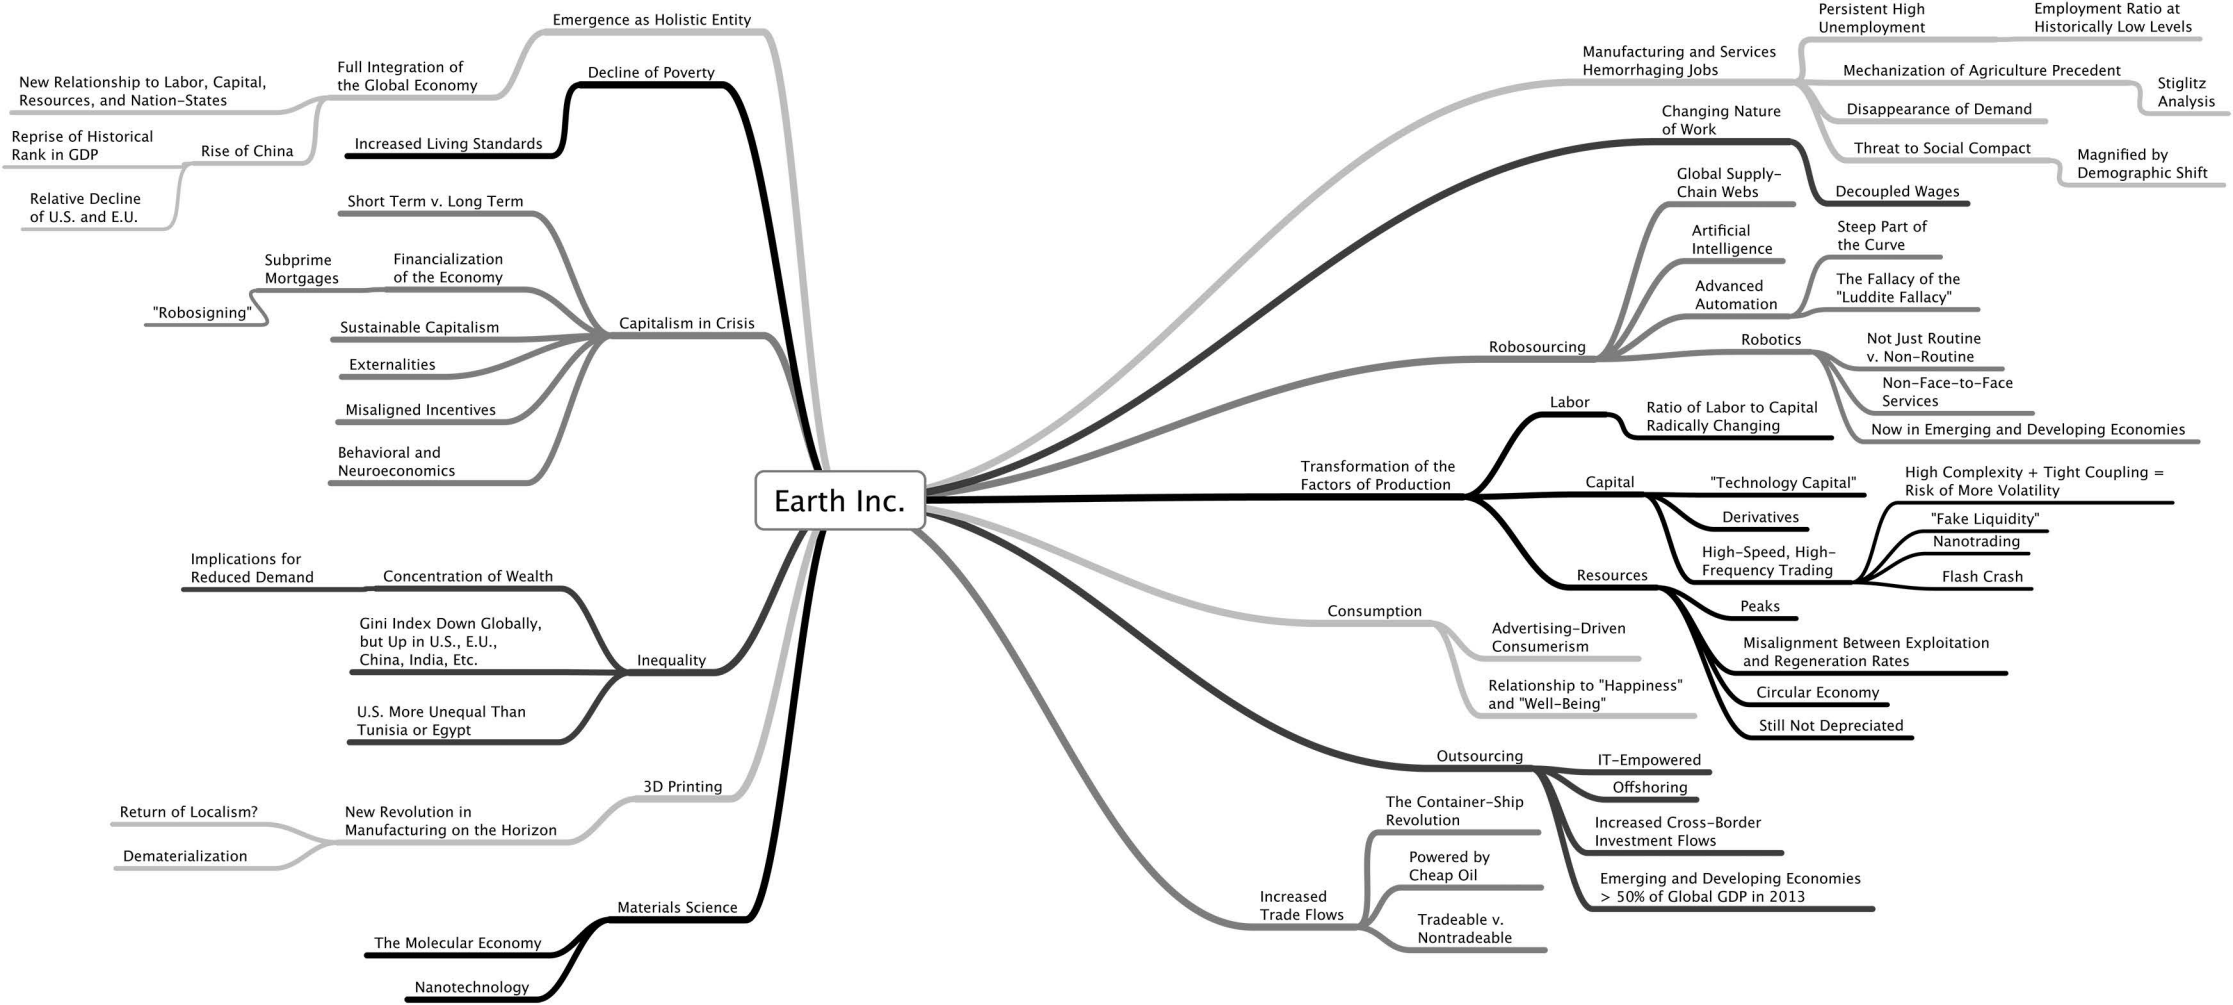 Earth Inc.
Emergence as Holistic Entity
Full Integration of
the Global Economy
New Relationship to Labor, Capital,
Resources, and Nation-States
Rise of China
Reprise of Historical
Rank in GDP
Relative Decline
of U.S. and E.U.
Decline of Poverty
Increased Living Standards
Capitalism in Crisis
Short Term v. Long Term
Financialization
of the Economy
Subprime
Mortgages
"Robosigning"
Sustainable Capitalism
Externalities
Misaligned Incentives
Behavioral and
Neuroeconomics
Inequality
Concentration of Wealth
Implications for
Reduced Demand
Gini Index Down Globally,
but Up in U.S., E.U.,
China, India, Etc.
U.S. More Unequal Than
Tunisia or Egypt
3D Printing
New Revolution in
Manufacturing on the Horizon
Return of Localism?
Dematerialization
Materials Science
The Molecular Economy
Nanotechnology
Manufacturing and Services
Hemorrhaging Jobs
Persistent High
Unemployment
Employment Ratio at
Historically Low Levels
Mechanization of Agriculture Precedent
Stiglitz
Analysis
Disappearance of Demand
Threat to Social Compact
Magnified by
Demographic Shift
Changing Nature
of Work
Decoupled Wages
Robosourcing
Global Supply-
Chain Webs
Artificial
Intelligence
Advanced
Automation
Steep Part of
the Curve
The Fallacy of the
"Luddite Fallacy"
Robotics
Not Just Routine
v. Non-Routine
Non-Face-to-Face
Services
Now in Emerging and Developing Economies
Transformation of the
Factors of Production
Labor
Ratio of Labor to Capital
Radically Changing
Capital
"Technology Capital"
Derivatives
High-Speed, High-
Frequency Trading
High Complexity + Tight Coupling =
Risk of More Volatility
"Fake Liquidity"
Nanotrading
Flash Crash
Resources
Peaks
Misalignment Between Exploitation
and Regeneration Rates
Circular Economy
Still Not Depreciated
Consumption
Advertising-Driven
Consumerism
Relationship to "Happiness"
and "Well-Being"
Outsourcing
IT-Empowered
Offshoring
Increased Cross-Border
Investment Flows
Emerging and Developing Economies
> 50% of Global GDP in 2013
Increased
Trade Flows
The Container-Ship
Revolution
Powered by
Cheap Oil
Tradeable v.
Nontradeable